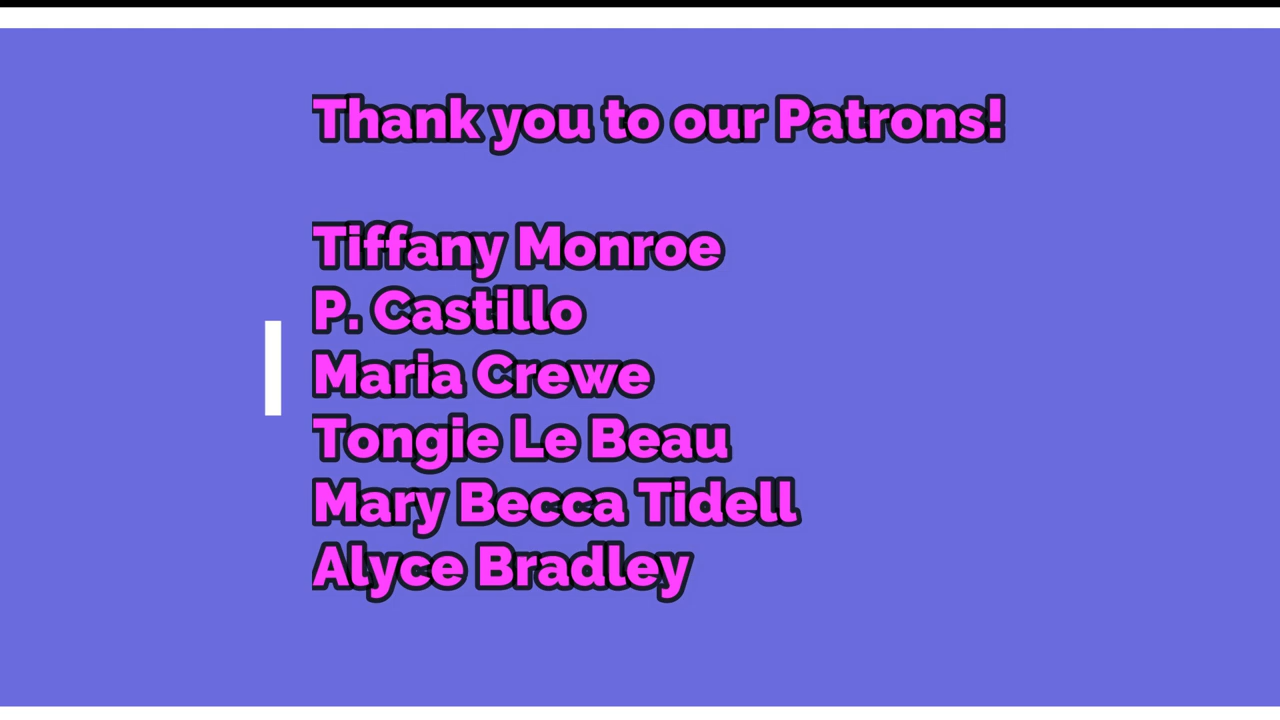 Thank you to our Patrons!
Tiffany Monroe
P. Castillo
Maria Crewe
Tongie Le Beau
Mary Becca Tidell
Alyce Bradley